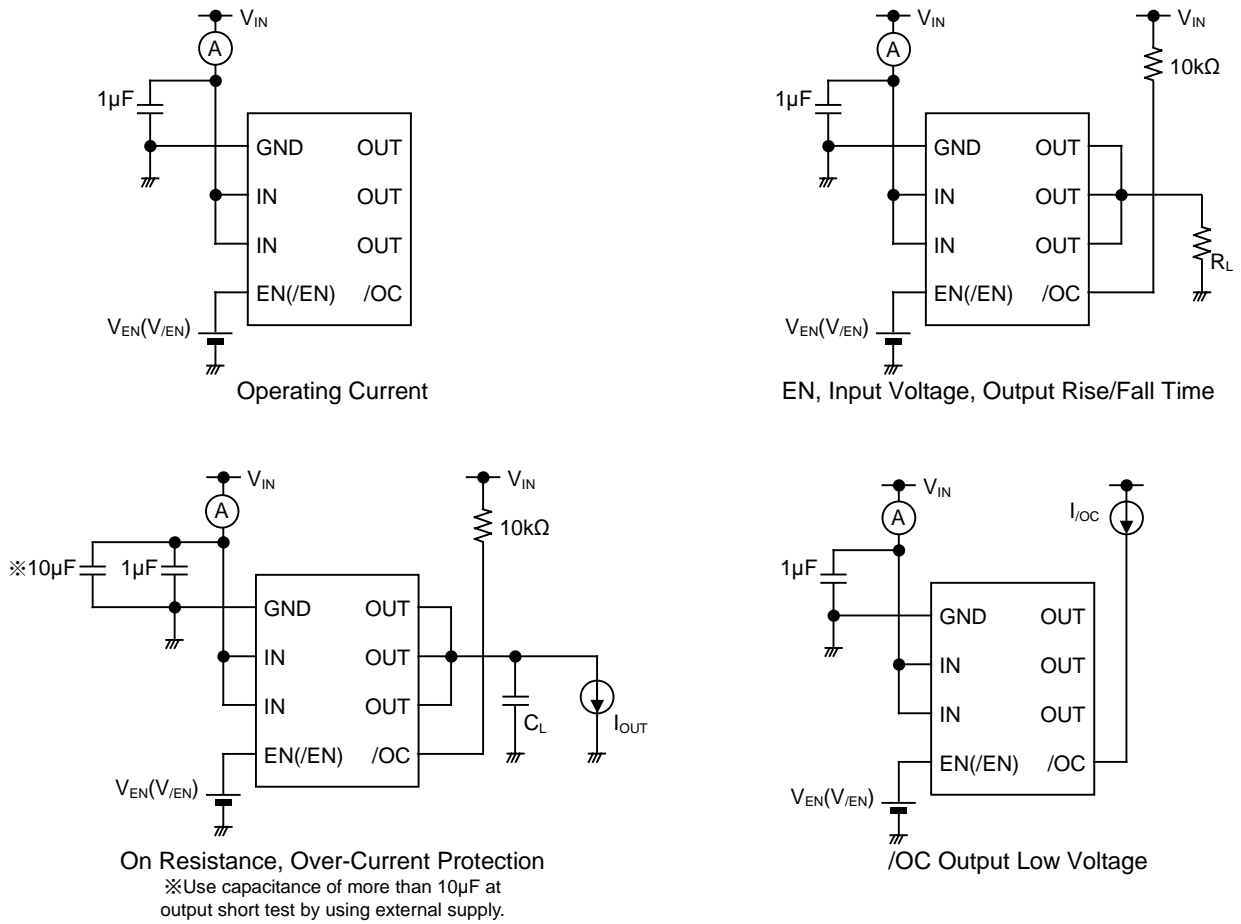 V_IN
A
1µF
GND OUT
IN OUT
IN OUT
EN(/EN) /OC
V_EN(V_/EN)
Operating Current
V_IN V_IN
A
10kΩ
1µF
GND OUT
IN OUT
IN OUT
R_L
EN(/EN) /OC
V_EN(V_/EN)
EN, Input Voltage, Output Rise/Fall Time
V_IN V_IN
A
10kΩ
※10µF 1µF
GND OUT
IN OUT
IN OUT
C_L I_OUT
EN(/EN) /OC
V_EN(V_/EN)
On Resistance, Over-Current Protection
※Use capacitance of more than 10µF at
output short test by using external supply.
V_IN
A
I_/OC
1µF
GND OUT
IN OUT
IN OUT
EN(/EN) /OC
V_EN(V_/EN)
/OC Output Low Voltage